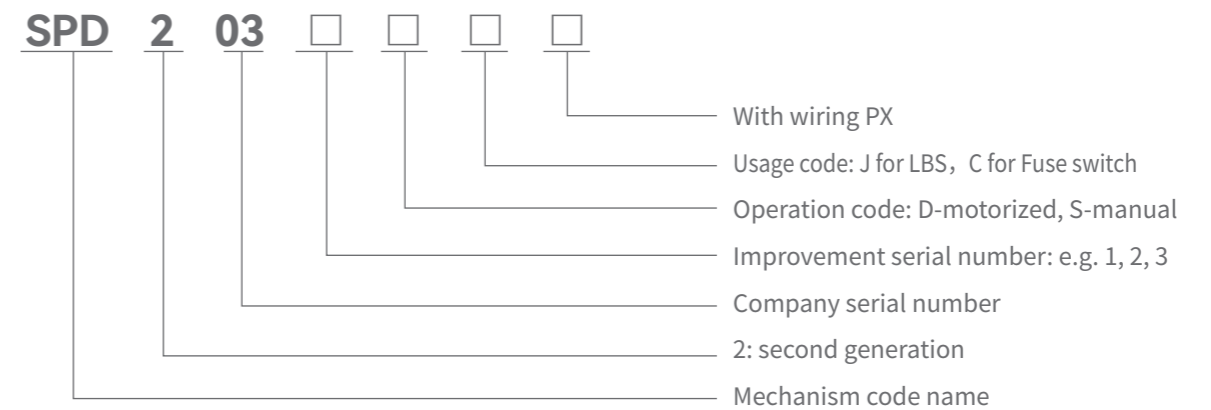 SPD 2 03 □ □ □ □
With wiring PX
Usage code: J for LBS，C for Fuse switch
Operation code: D-motorized, S-manual
Improvement serial number: e.g. 1, 2, 3
Company serial number
2: second generation
Mechanism code name